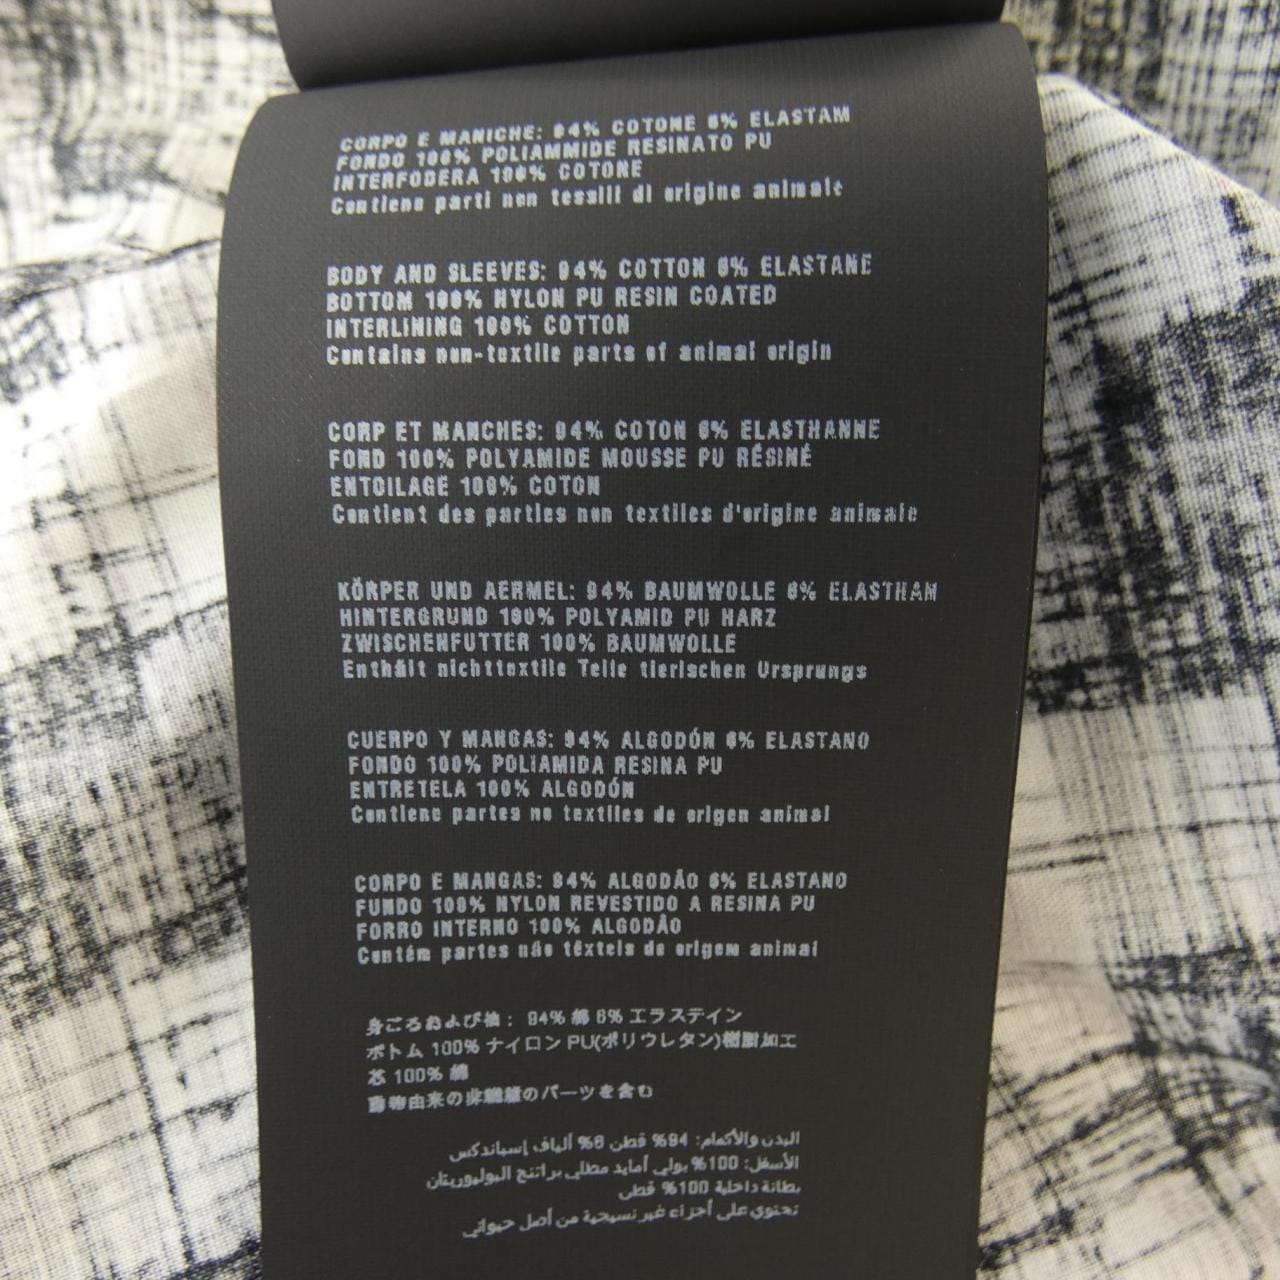 CORPO E MANICHE: 94% COTONE 6% ELASTAM
FONDO 100% POLIAMMIDE RESINATO PU
INTERFODERA 100% COTONE
Contiene parti non tessili di origine animale
BODY AND SLEEVES: 94% COTTON 6% ELASTANE
BOTTOM 100% NYLON PU RESIN COATED
INTERLINING 100% COTTON
Contains non-textile parts of animal origin
CORP ET MANCHES: 94% COTON 6% ELASTHANNE
FOND 100% POLYAMIDE MOUSSE PU RÉSINÉ
ENTOILAGE 100% COTON
Contient des parties non textiles d'origine animale
KÖRPER UND AERMEL: 94% BAUMWOLLE 6% ELASTHAN
HINTERGRUND 100% POLYAMID PU HARZ
ZWISCHENFUTTER 100% BAUMWOLLE
Enthält nichttextile Teile tierischen Ursprungs
CUERPO Y MANGAS: 94% ALGODÓN 6% ELASTANO
FONDO 100% POLIAMIDA RESINA PU
ENTRETELA 100% ALGODÓN
Contiene partes no textiles de origen animal
CORPO E MANGAS: 94% ALGODÃO 6% ELASTANO
FUNDO 100% NYLON REVESTIDO A RESINA PU
FORRO INTERNO 100% ALGODÃO
Contém partes não têxteis de origem animal
身ごろおよび袖： 94% 綿 6% エラステイン
ボトム 100% ナイロン PU(ポリウレタン)樹脂加工
芯 100% 綿
動物由来の非繊維のパーツを含む
البدن والأكمام: 94% قطن 6% ألياف إسباندكس
الأسفل: 100% بولي أمايد مطلي براتنج البوليوريتان
بطانة داخلية 100% قطن
تحتوي على أجزاء غير نسيجية من أصل حيواني